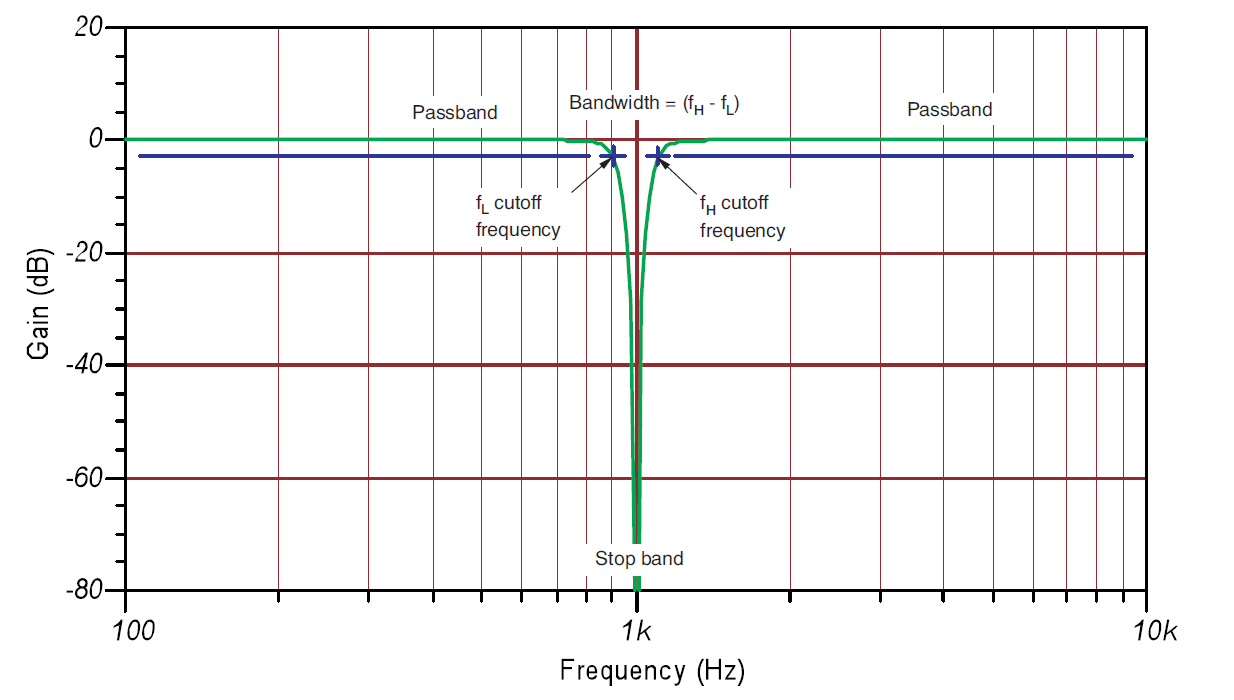 20
Passband
Bandwidth = (fH - fL)
Passband
0
fL cutoff
frequency
fH cutoff
frequency
-20
Gain (dB)
-40
-60
Stop band
-80
100
1k
10k
Frequency (Hz)